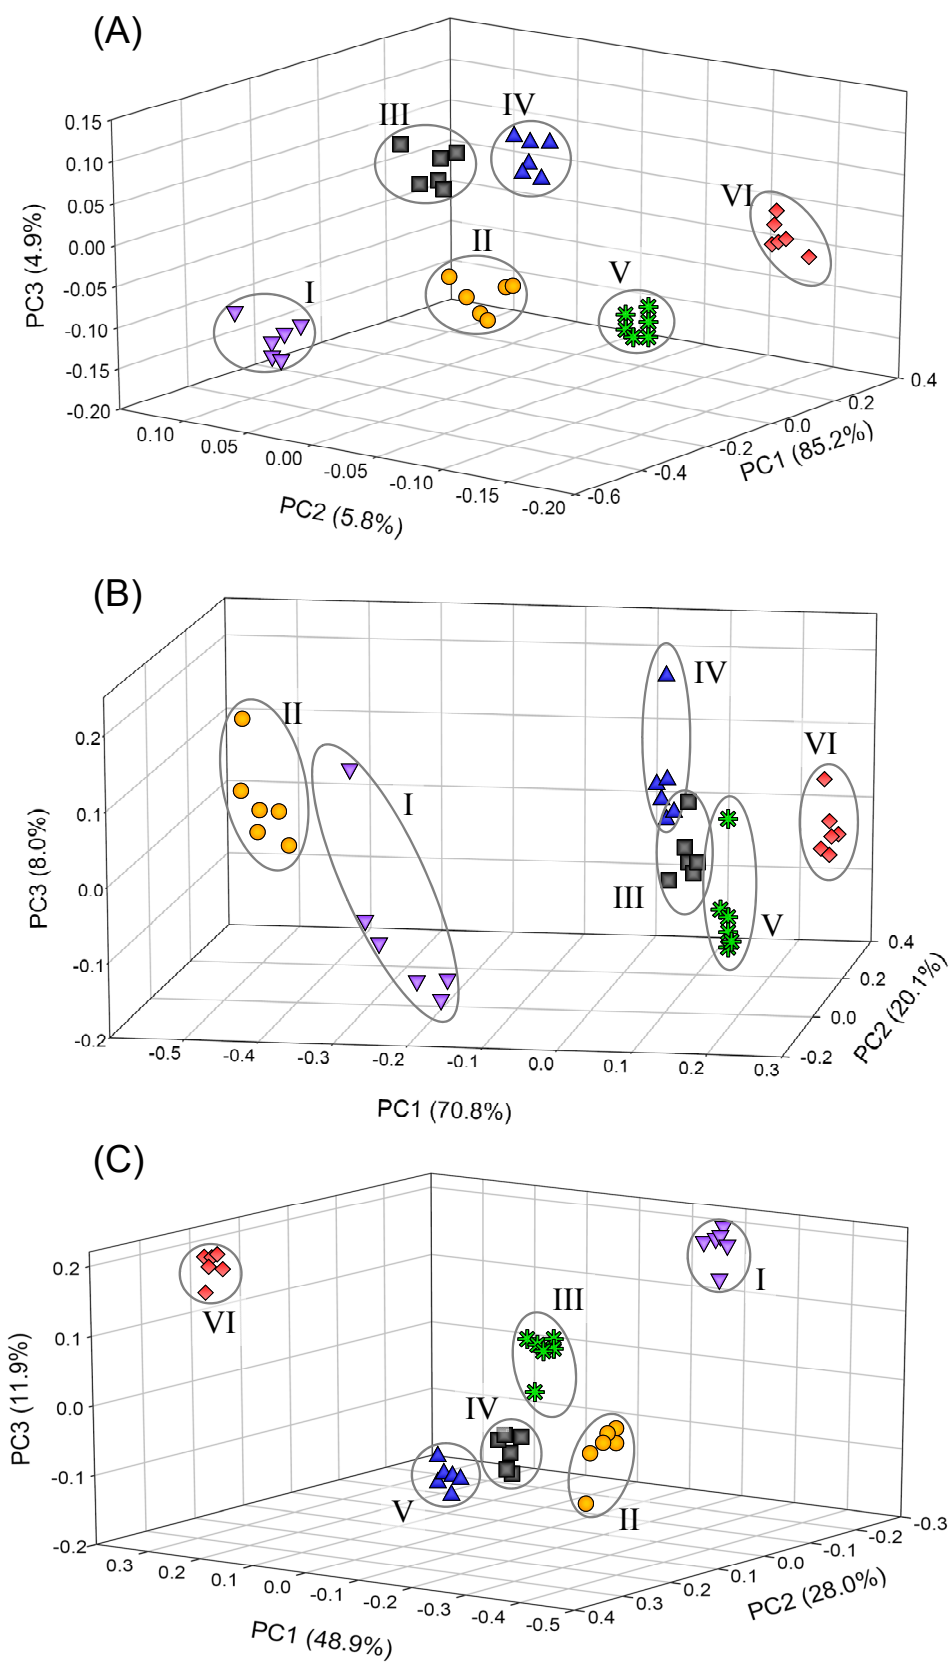 (A)
III
IV
VI
II
V
I
0.15
0.10
0.05
0.00
-0.05
-0.10
-0.15
-0.20
PC3 (4.9%)
0.10
0.05
0.00
-0.05
-0.10
-0.15
-0.20
PC2 (5.8%)
-0.6
-0.4
-0.2
0.0
0.2
0.4
PC1 (85.2%)
(B)
IV
II
VI
I
III
V
0.2
0.1
0.0
-0.1
-0.2
PC3 (8.0%)
-0.5
-0.4
-0.3
-0.2
-0.1
0.0
0.1
0.2
0.3
PC1 (70.8%)
-0.2
0.0
0.2
0.4
PC2 (20.1%)
(C)
I
III
VI
IV
V
II
0.2
0.1
0.0
-0.1
-0.2
PC3 (11.9%)
0.3
0.2
0.1
0.0
-0.1
-0.2
-0.3
-0.4
-0.5
PC1 (48.9%)
0.4
0.3
0.2
0.1
0.0
-0.1
-0.2
-0.3
PC2 (28.0%)